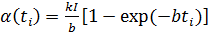 α(tᵢ) = kI/b [1 − exp(−btᵢ)]